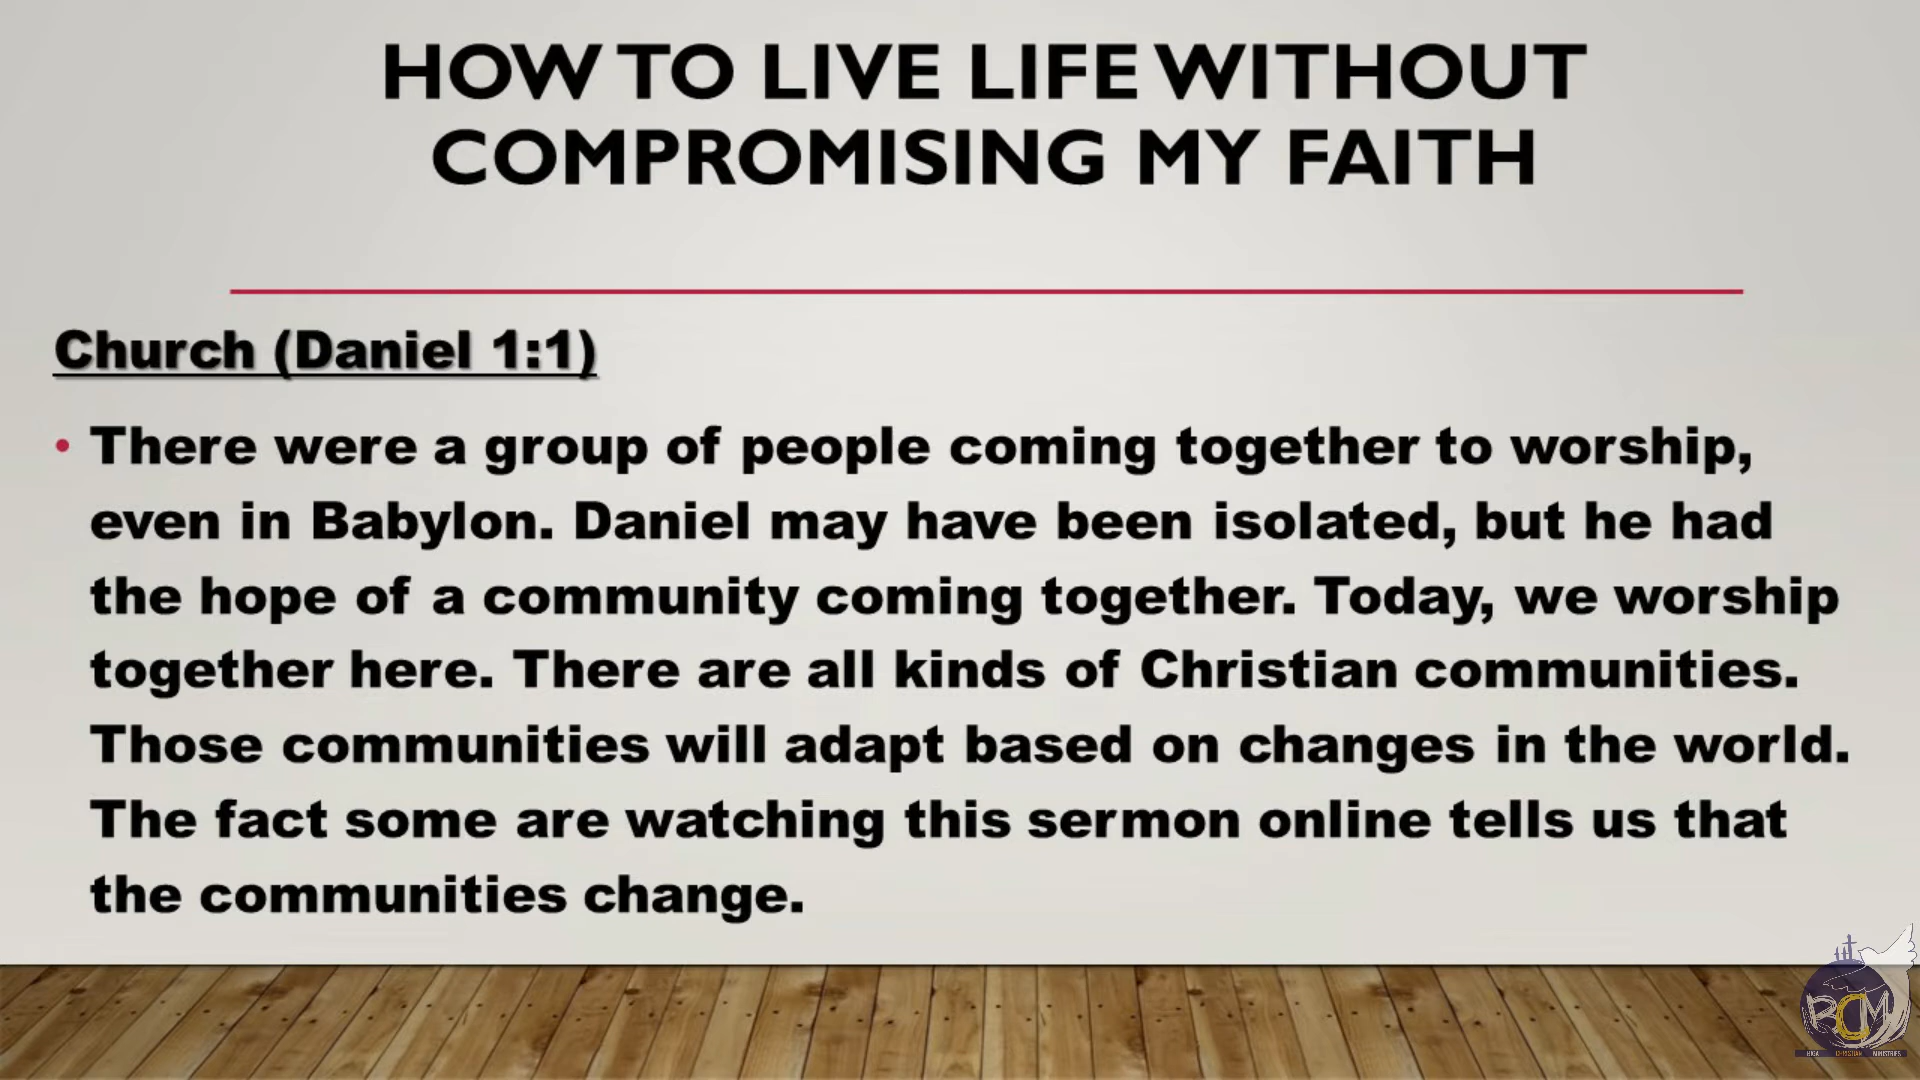 HOW TO LIVE LIFE WITHOUT
COMPROMISING MY FAITH
Church (Daniel 1:1)
• There were a group of people coming together to worship,
even in Babylon. Daniel may have been isolated, but he had
the hope of a community coming together. Today, we worship
together here. There are all kinds of Christian communities.
Those communities will adapt based on changes in the world.
The fact some are watching this sermon online tells us that
the communities change.
RCM
CHRISTIAN MINISTRIES